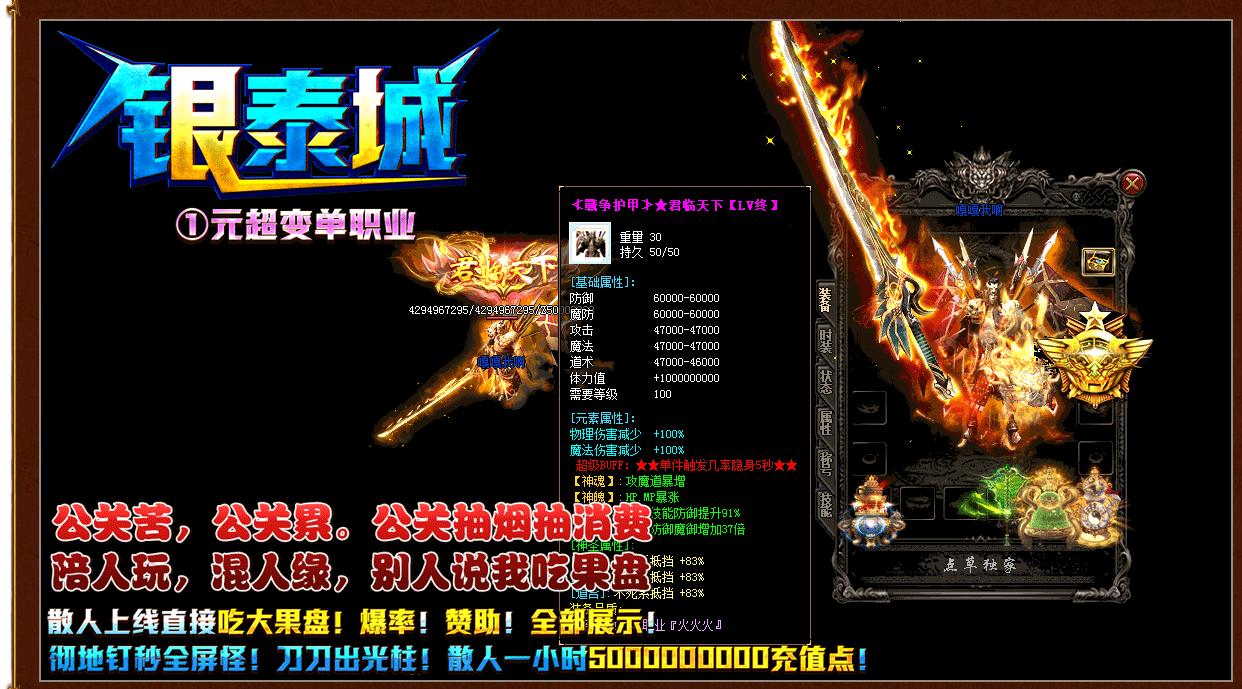 银泰城
①元超变单职业
君临天下
4294967295/4294967295/2500
嘎嘎我啊
≮戰争护甲≯★君临天下【LV终】
重量 30
持久 50/50
[基础属性]:
防御 60000-60000
魔防 60000-60000
攻击 47000-47000
魔法 47000-47000
道术 47000-46000
体力值 +1000000000
需要等级 100
[元素属性]:
物理伤害减少 +100%
魔法伤害减少 +100%
超级BUFF: ★★单件触发几率隐身5秒★★
【神魂】: 攻魔道暴增
【神魄】: HP.MP暴涨
技能防御提升91%
防御魔御增加37倍
[神圣属性]:
抵挡 +83%
抵挡 +83%
抵挡 +83%
职业『火火火』
嘎嘎我啊
装备
时装
状态
属性
称号
技能
点草独家
公关苦，公关累。公关抽烟抽消费
陪人玩，混人缘，别人说我吃果盘
散人上线直接吃大果盘！爆率！赞助！全部展示！
彻地钉秒全屏怪！刀刀出光柱！散人一小时5000000000充值点！